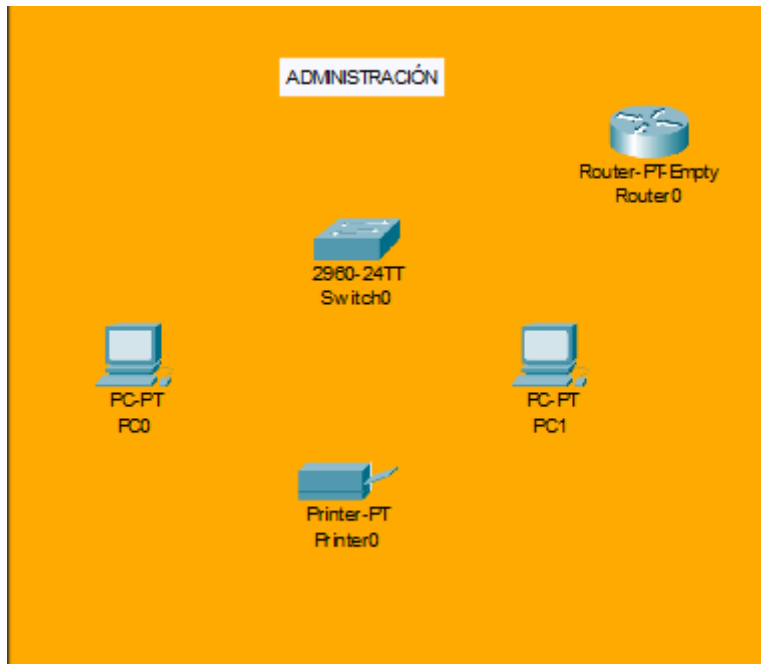 ADMINISTRACIÓN
Router-PT-Empty
Router0
2960-24TT
Switch0
PC-PT
PC0
PC-PT
PC1
Printer-PT
Printer0